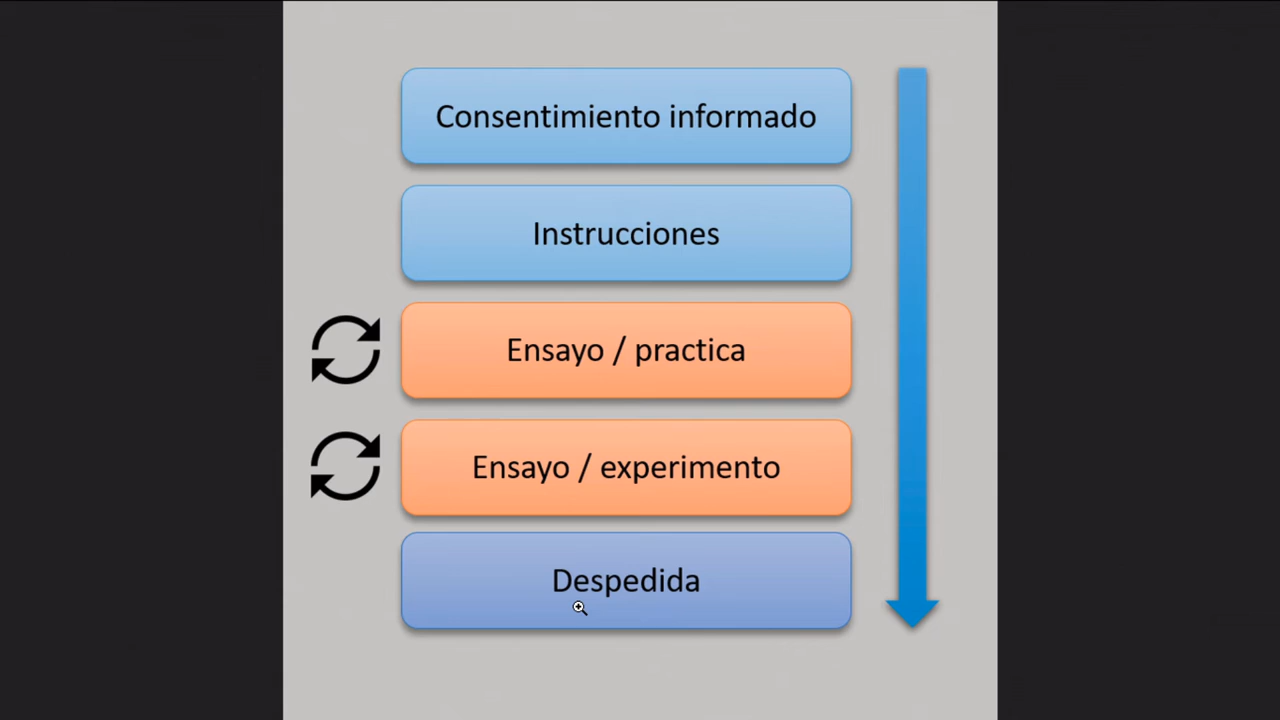 Consentimiento informado
Instrucciones
Ensayo / practica
Ensayo / experimento
Despedida